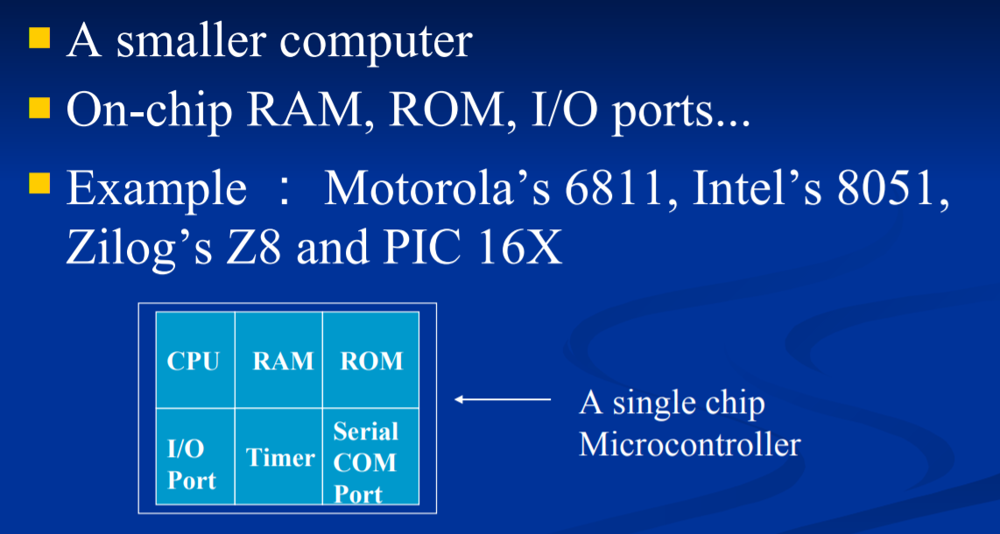 A smaller computer
On-chip RAM, ROM, I/O ports...
Example : Motorola’s 6811, Intel’s 8051,
Zilog’s Z8 and PIC 16X
CPU
RAM
ROM
I/O
Port
Timer
Serial
COM
Port
A single chip
Microcontroller